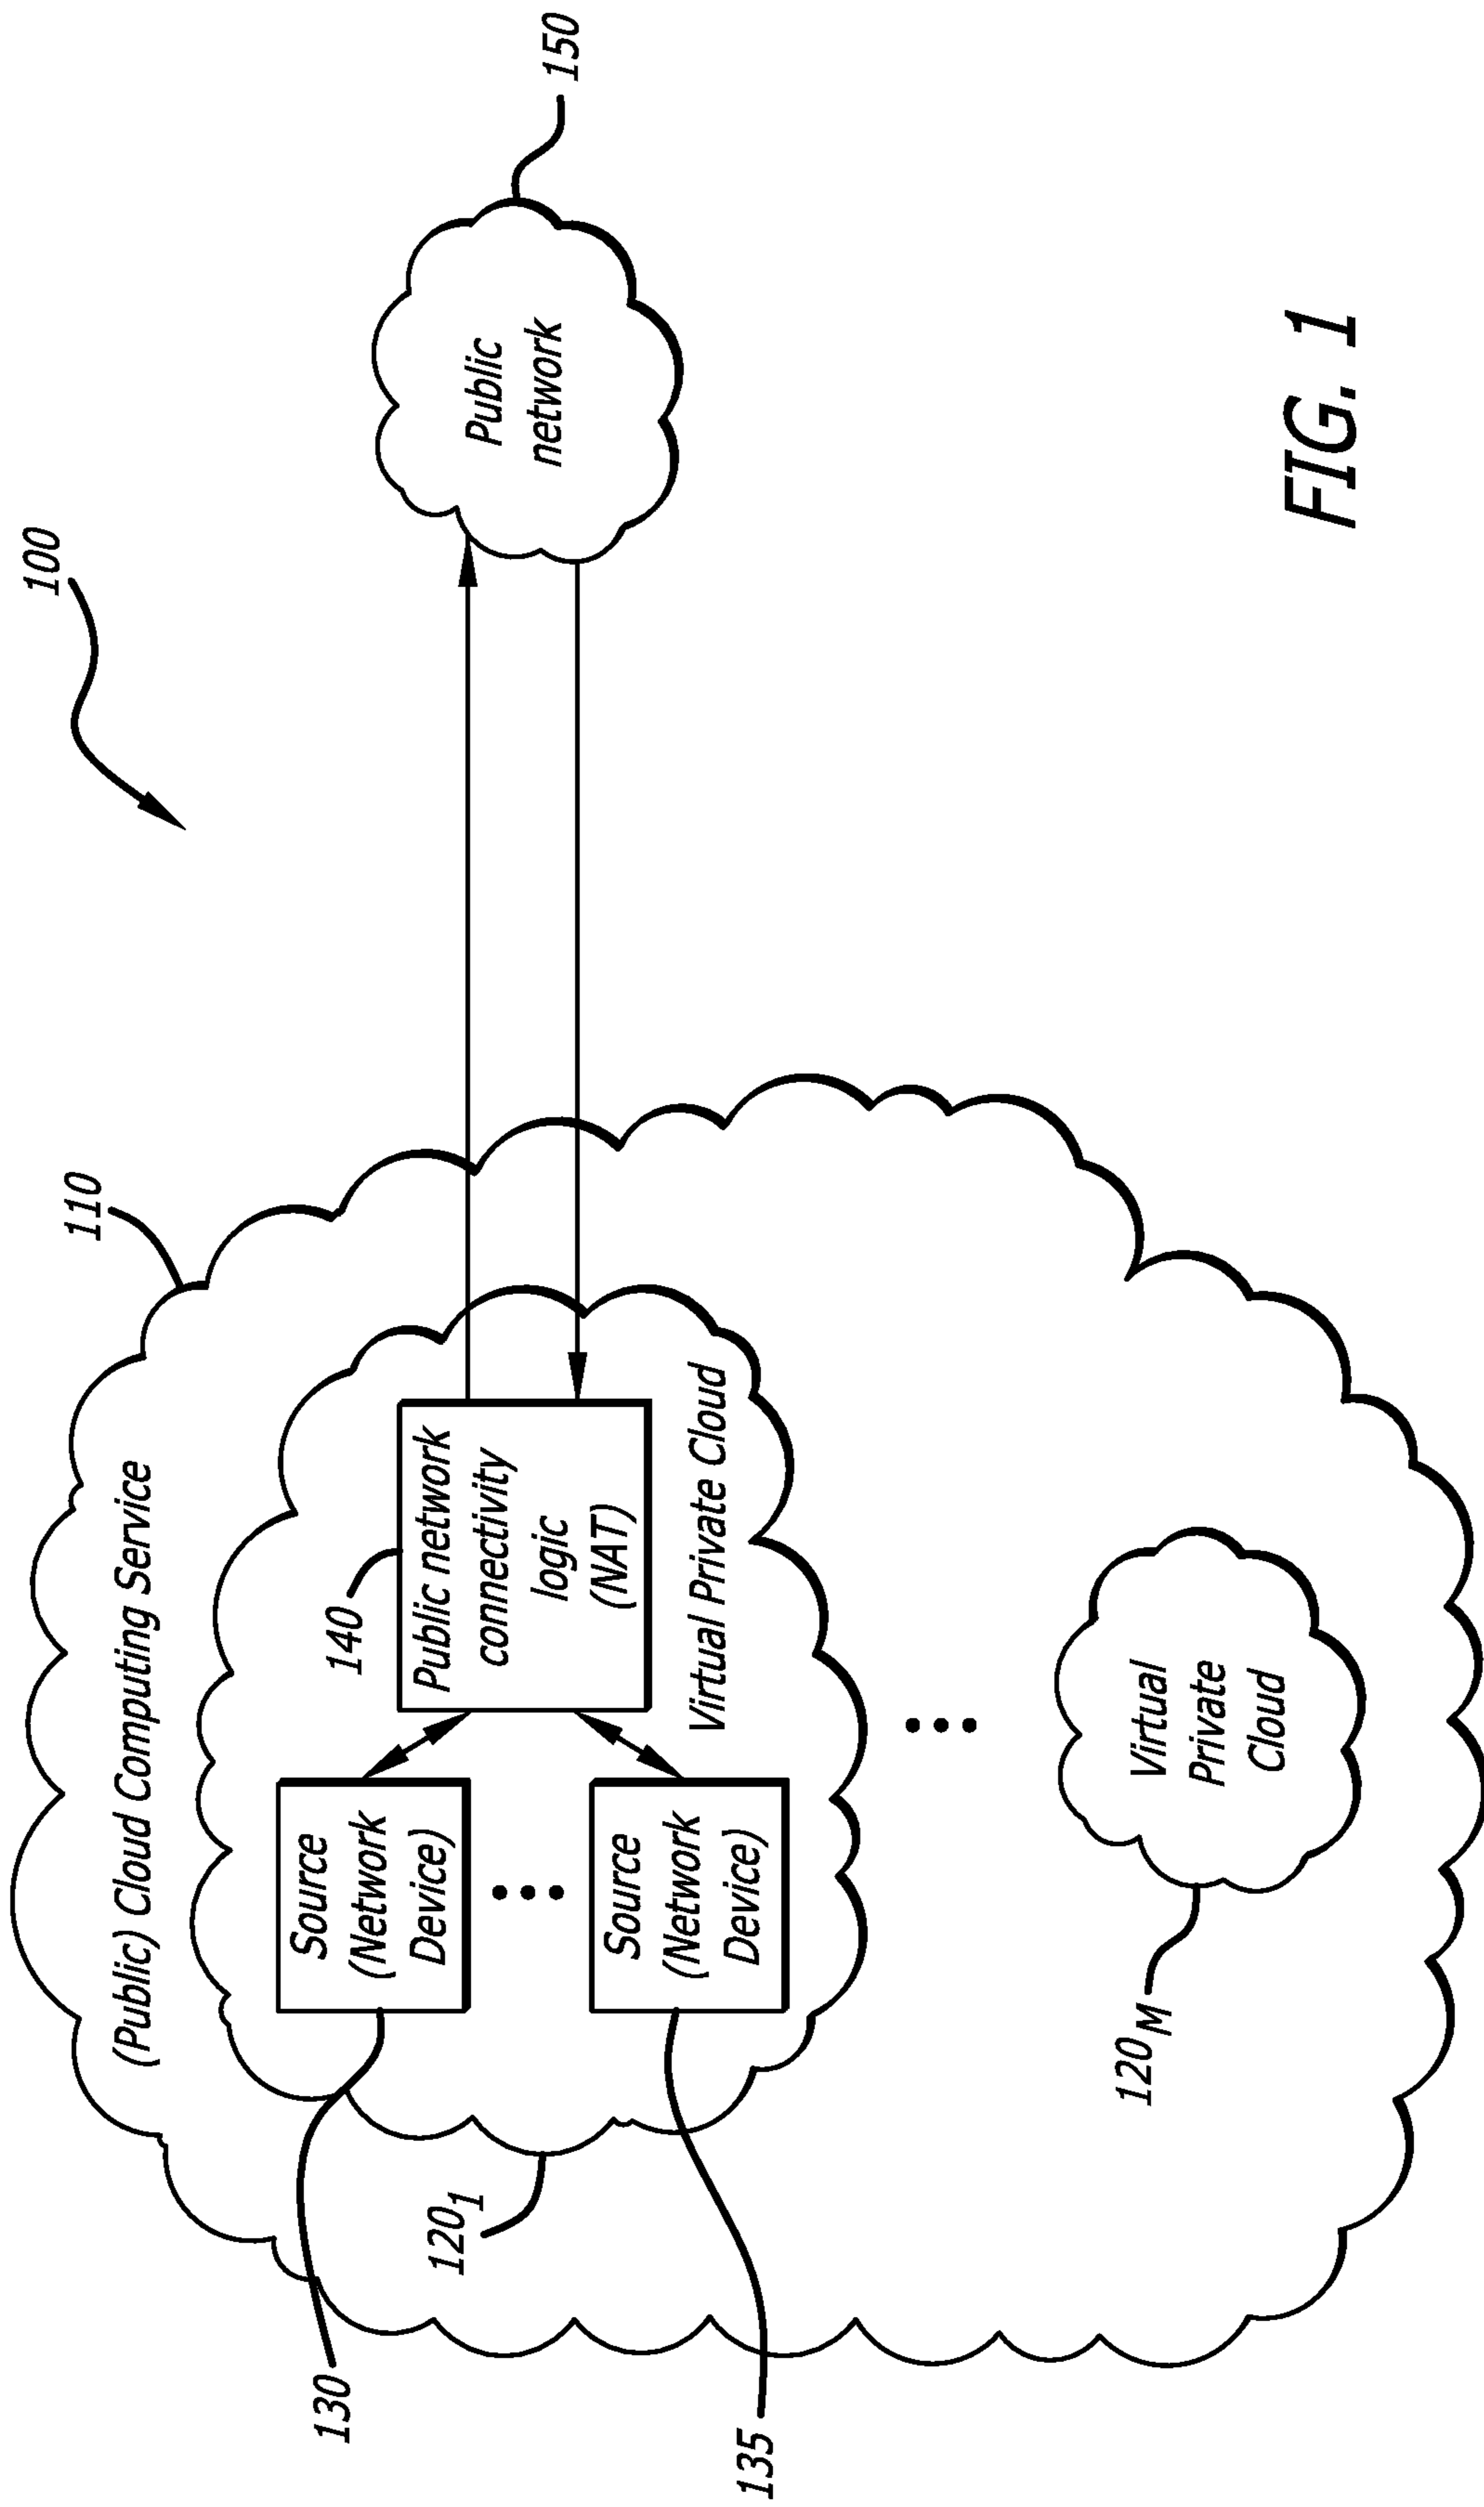 100
110
(Public) Cloud Computing Service
130
Source
(Network
Device)
140
Public network
connectivity
logic
(NAT)
Public
network
150
120₁
135
Source
(Network
Device)
Virtual Private Cloud
120M
Virtual
Private
Cloud
FIG. 1